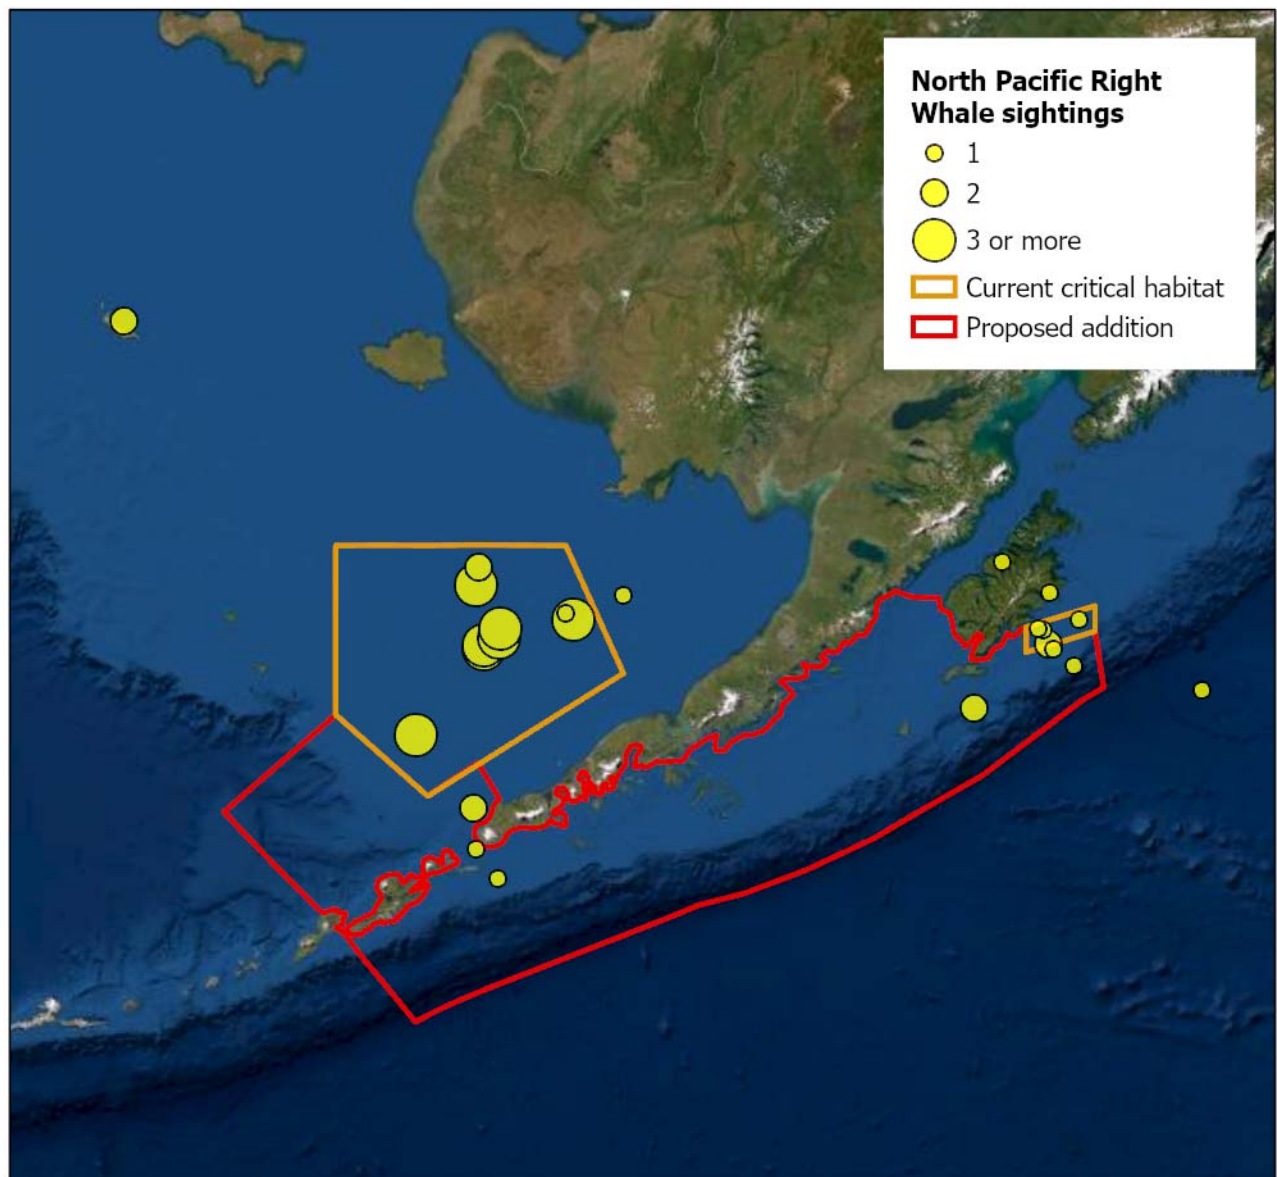 North Pacific Right
Whale sightings
1
2
3 or more
Current critical habitat
Proposed addition